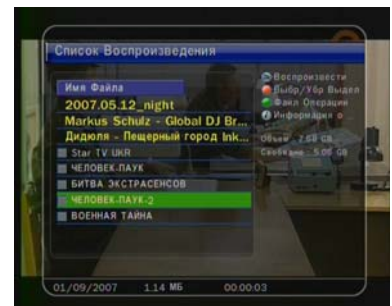 Список Воспроизведения
Имя Файла
2007.05.12_night
Markus Schulz - Global DJ Br...
Дидюля - Пещерный город Ink...
Star TV UKR
ЧЕЛОВЕК-ПАУК
БИТВА ЭКСТРАСЕНСОВ
ЧЕЛОВЕК-ПАУК-2
ВОЕННАЯ ТАЙНА
Воспроизвести
Выбр/Убр Выдел
Файл Операции
Информация о
Объем : 7.68 GB
Свободно : 5.06 GB
01/09/2007 1.14 МБ 00:00:03